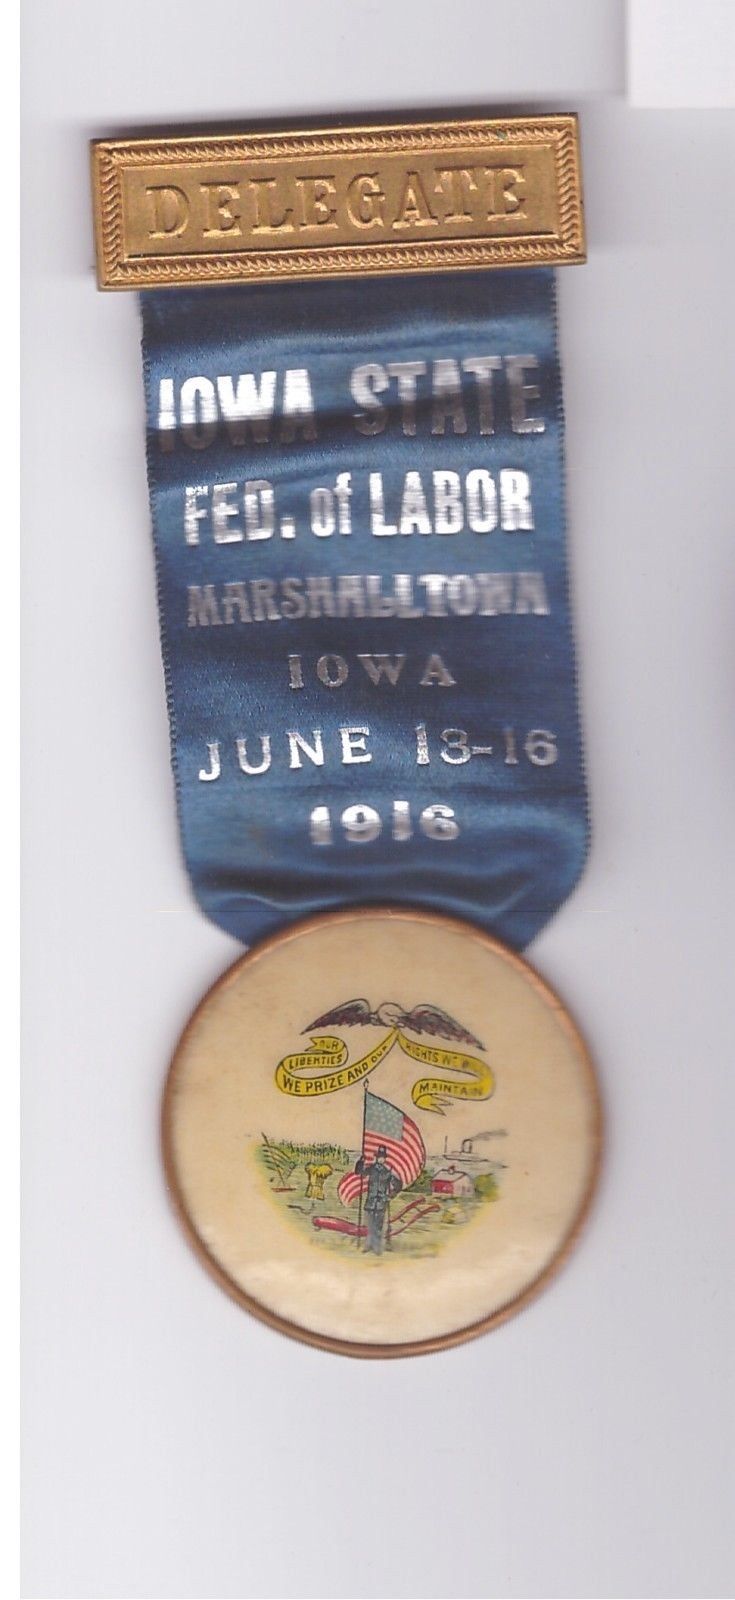 DELEGATE
IOWA STATE
FED. of LABOR
MARSHALLTOWN
IOWA
JUNE 13-16
1916
OUR
LIBERTIES
WE PRIZE AND OUR
RIGHTS WE
MAINTAIN